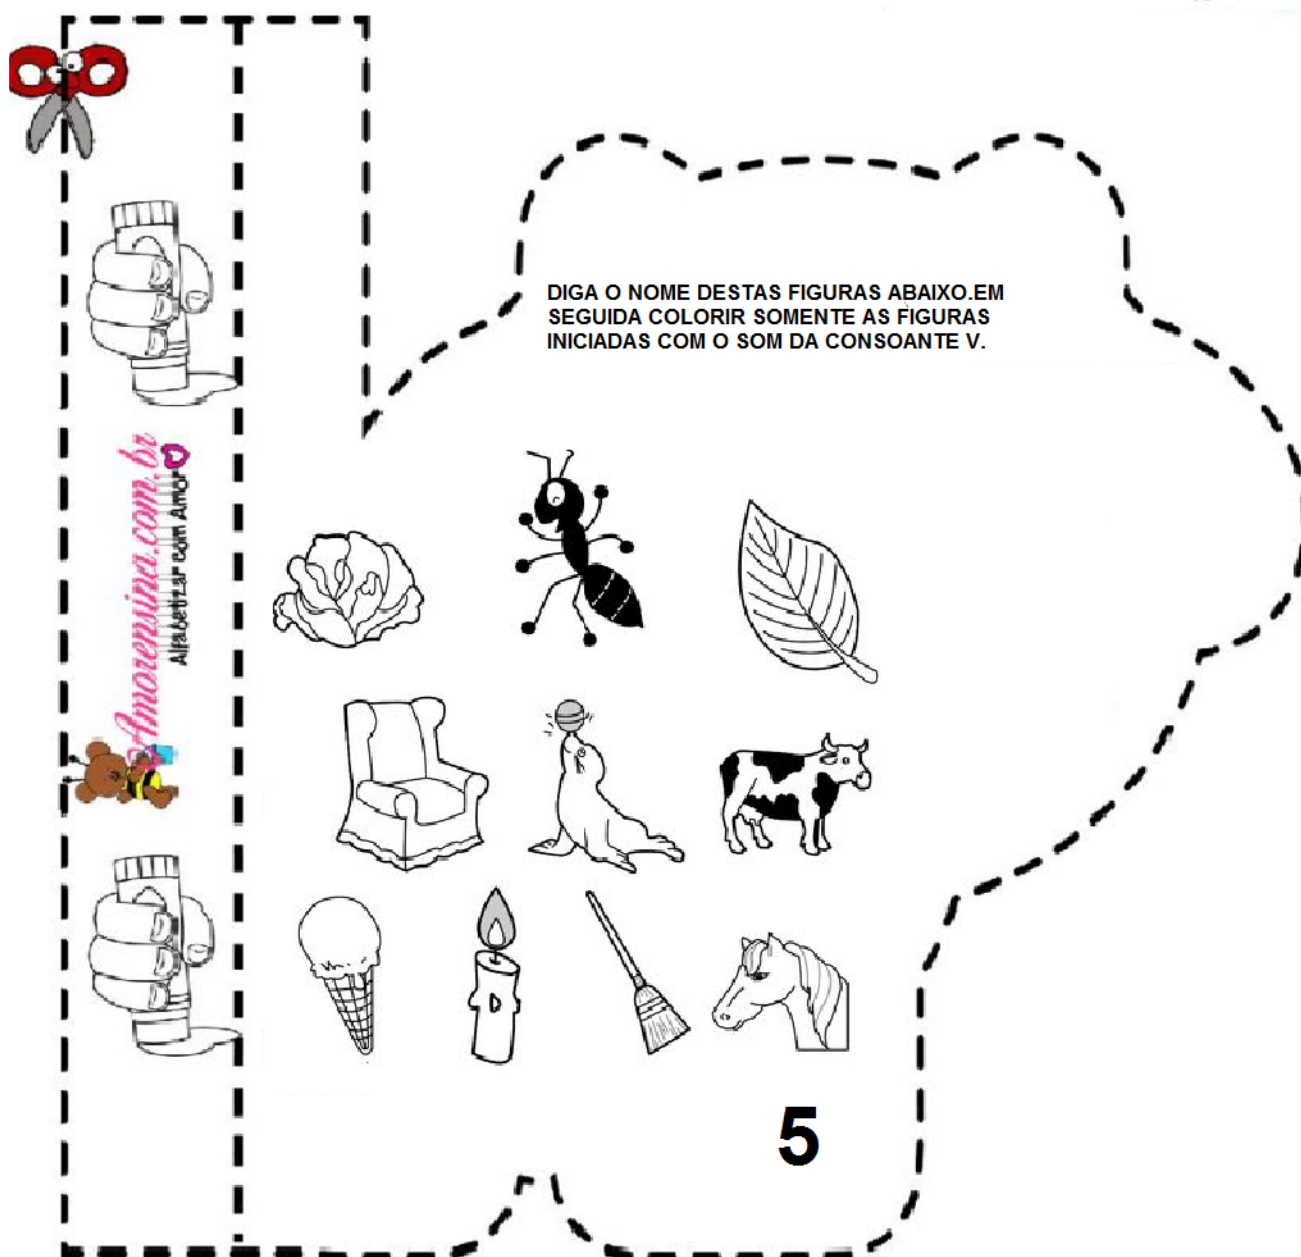 DIGA O NOME DESTAS FIGURAS ABAIXO.EM
SEGUIDA COLORIR SOMENTE AS FIGURAS
INICIADAS COM O SOM DA CONSOANTE V.
Amorensina.com.br
Alfabetizar com Amor
5